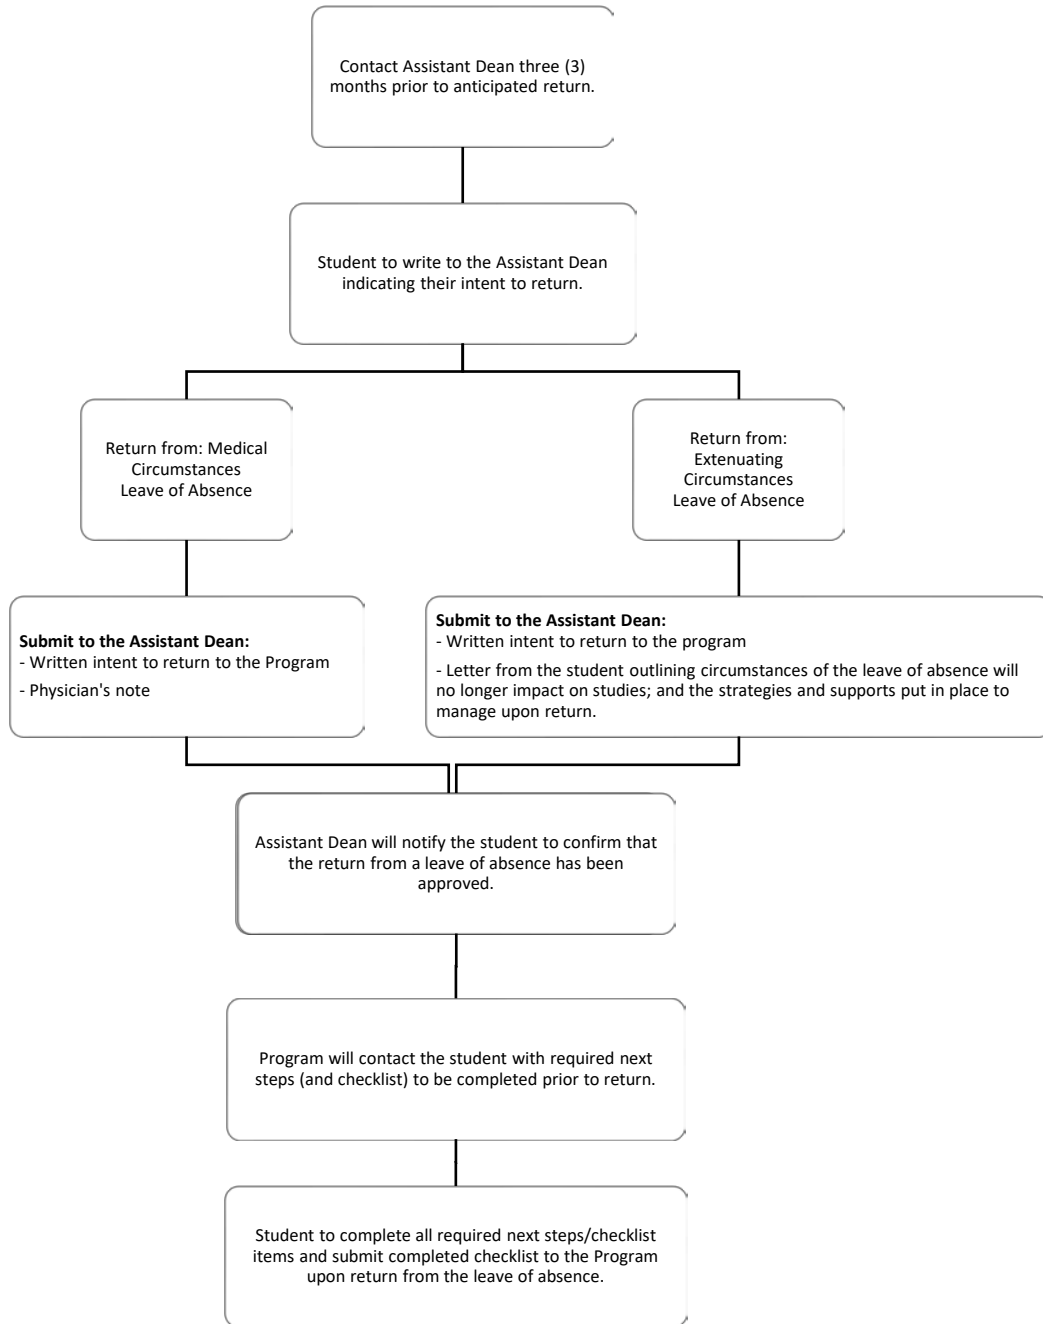 Contact Assistant Dean three (3)
months prior to anticipated return.
Student to write to the Assistant Dean
indicating their intent to return.
Return from: Medical
Circumstances
Leave of Absence
Return from:
Extenuating
Circumstances
Leave of Absence
Submit to the Assistant Dean:
- Written intent to return to the Program
- Physician's note
Submit to the Assistant Dean:
- Written intent to return to the program
- Letter from the student outlining circumstances of the leave of absence will
no longer impact on studies; and the strategies and supports put in place to
manage upon return.
Assistant Dean will notify the student to confirm that
the return from a leave of absence has been
approved.
Program will contact the student with required next
steps (and checklist) to be completed prior to return.
Student to complete all required next steps/checklist
items and submit completed checklist to the Program
upon return from the leave of absence.